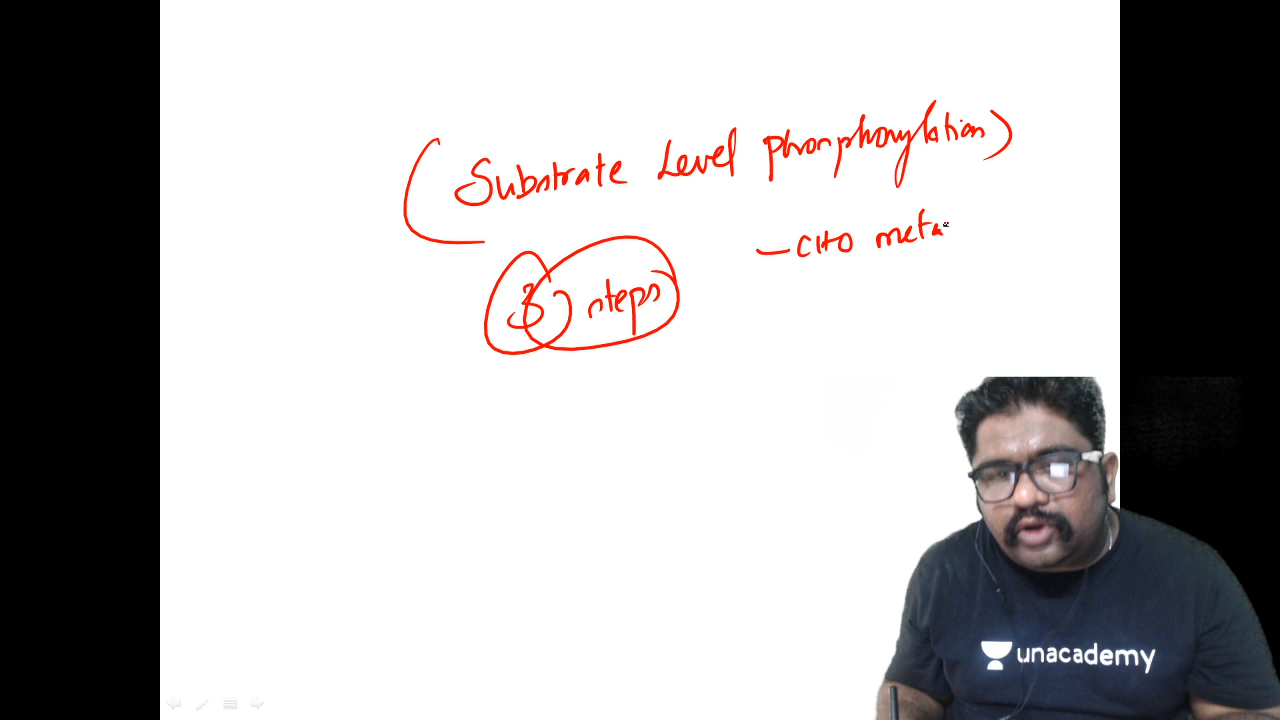 (Substrate Level phosphorylation)
— CHO meta
3) steps
unacademy